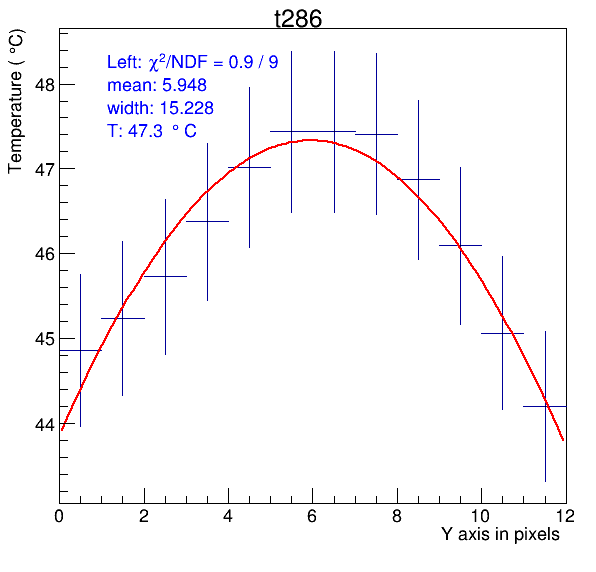 t286
Temperature ( °C)
Left: χ²/NDF = 0.9 / 9
mean: 5.948
width: 15.228
T: 47.3 ° C
48
47
46
45
44
0 2 4 6 8 10 12
Y axis in pixels